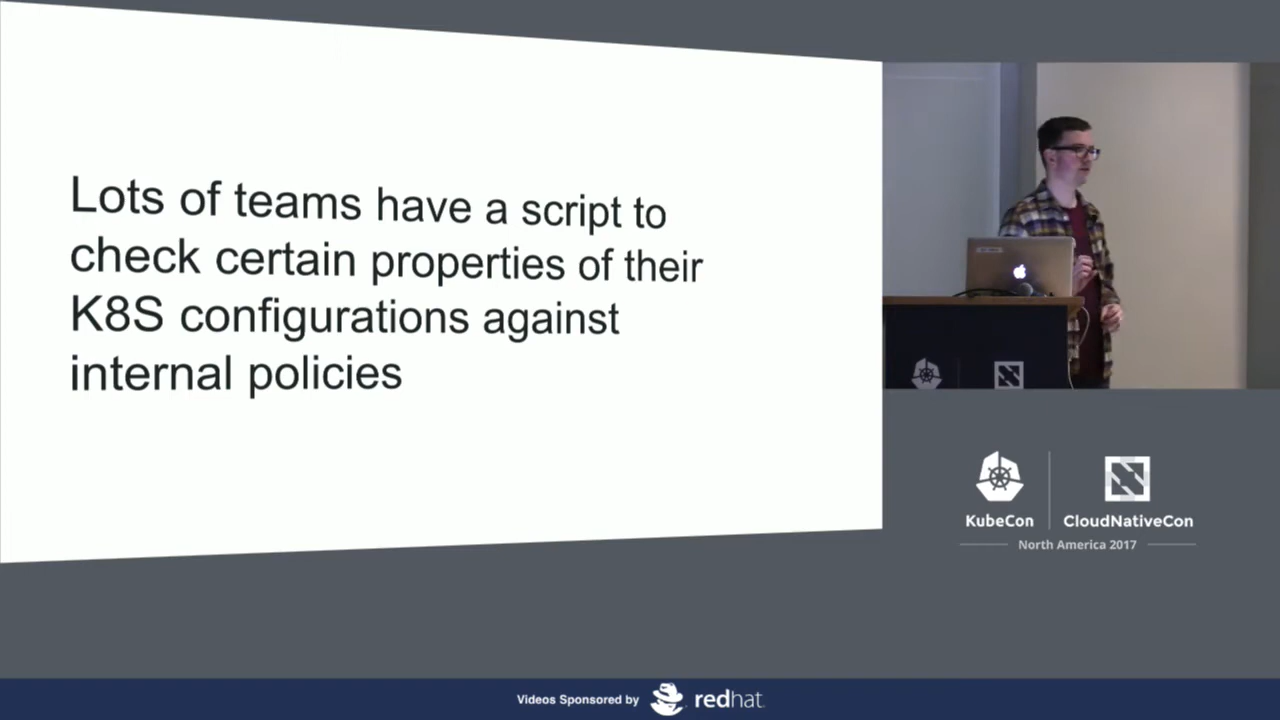 Lots of teams have a script to
check certain properties of their
K8S configurations against
internal policies
KubeCon
CloudNativeCon
North America 2017
Videos Sponsored by redhat.